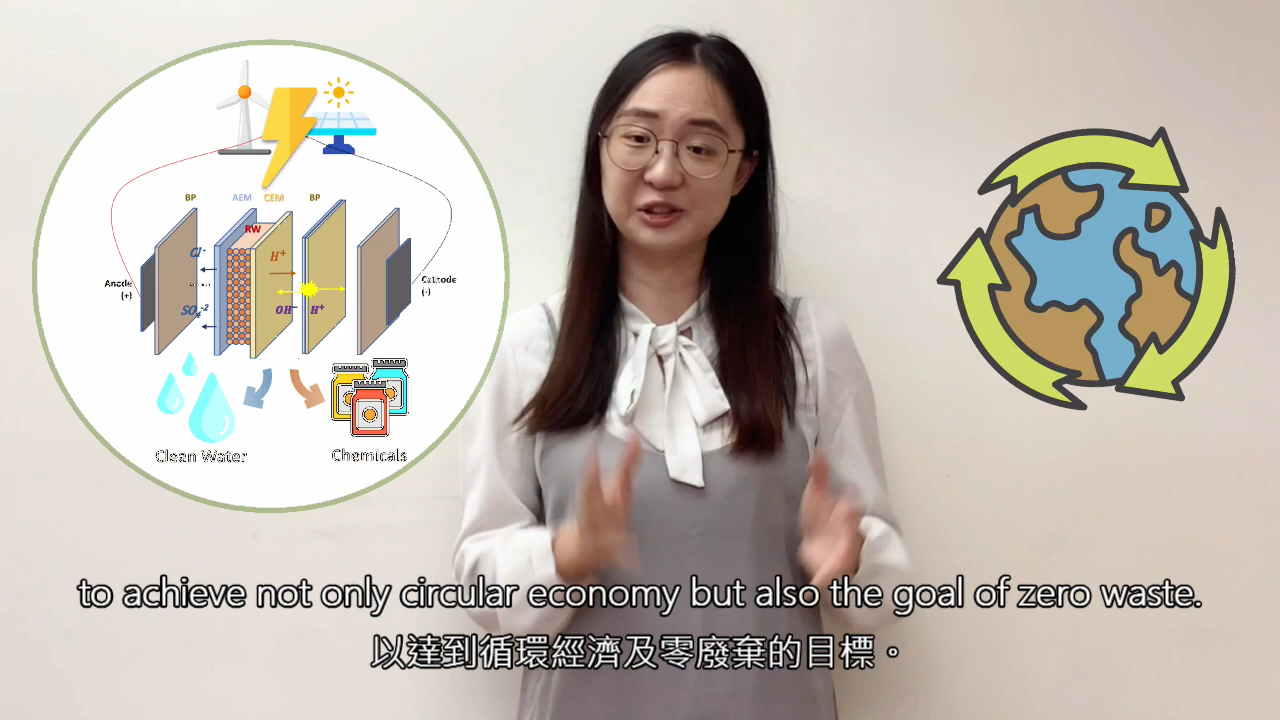 BP AEM CEM BP
RW
Cl⁻ H⁺
Anode
(+)
Cathode
(-)
SO₄⁻² OH⁻ H⁺
Clean Water Chemicals
to achieve not only circular economy but also the goal of zero waste.
以達到循環經濟及零廢棄的目標。